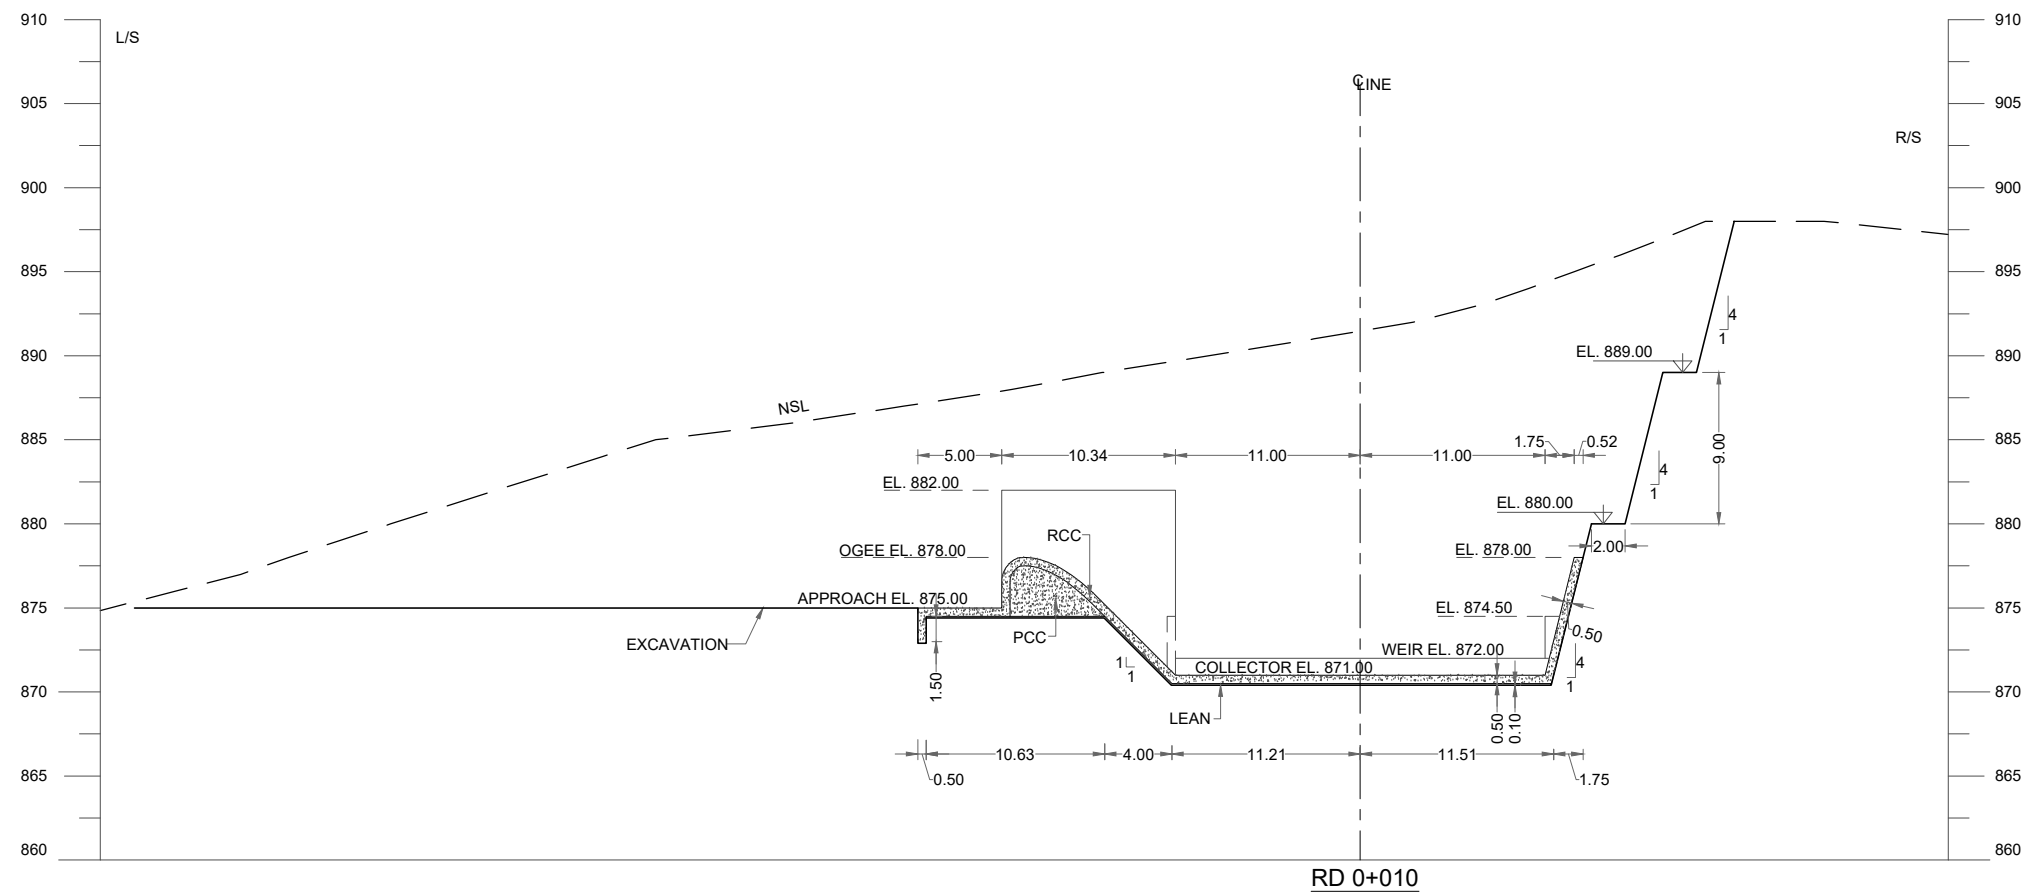 910
L/S
℄
LINE
910
905
905
R/S
900
900
895
895
4
1
890
EL. 889.00
890
NSL
885
1.75
0.52
885
5.00
10.34
11.00
11.00
9.00
4
1
EL. 882.00
EL. 880.00
880
880
RCC
OGEE EL. 878.00
EL. 878.00
2.00
875
APPROACH EL. 875.00
EL. 874.50
875
EXCAVATION
PCC
0.50
WEIR EL. 872.00
1
1
COLLECTOR EL. 871.00
4
1
870
1.50
870
LEAN
0.50
0.10
10.63
4.00
11.21
11.51
865
0.50
1.75
865
860
860
RD 0+010